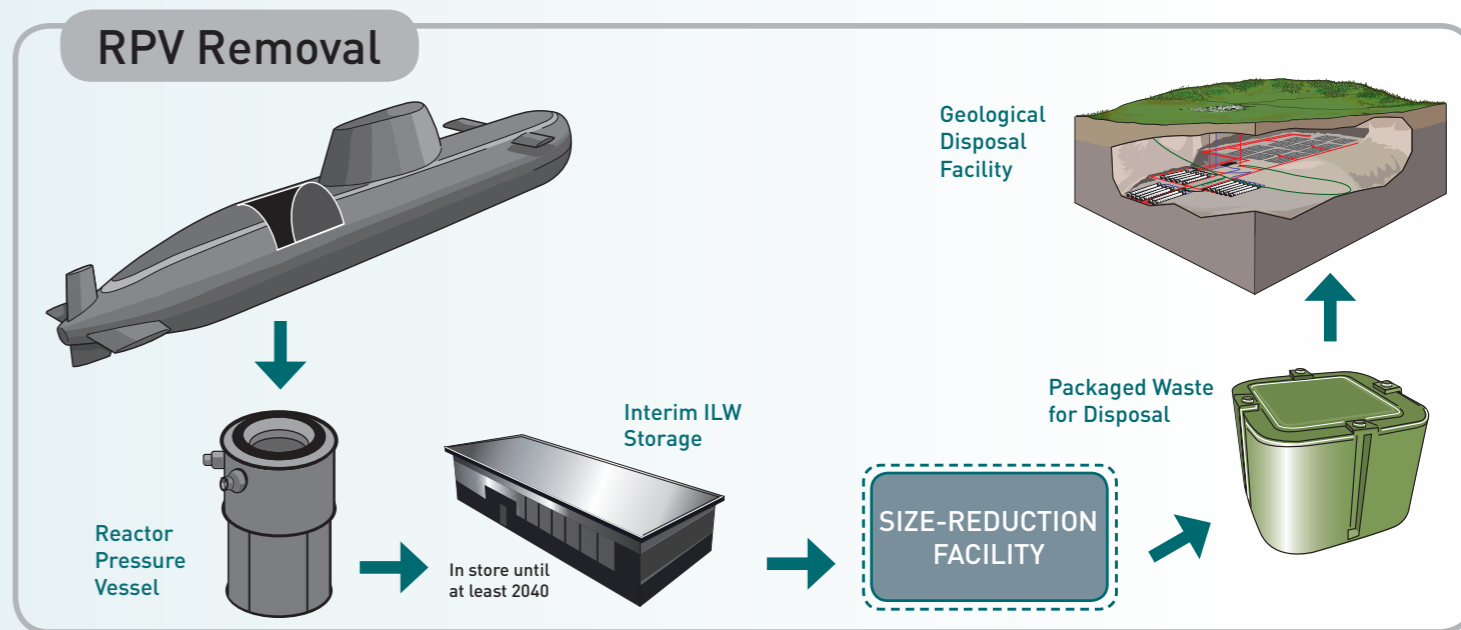 RPV Removal
Geological
Disposal
Facility
Reactor
Pressure
Vessel
Interim ILW
Storage
In store until
at least 2040
SIZE-REDUCTION
FACILITY
Packaged Waste
for Disposal